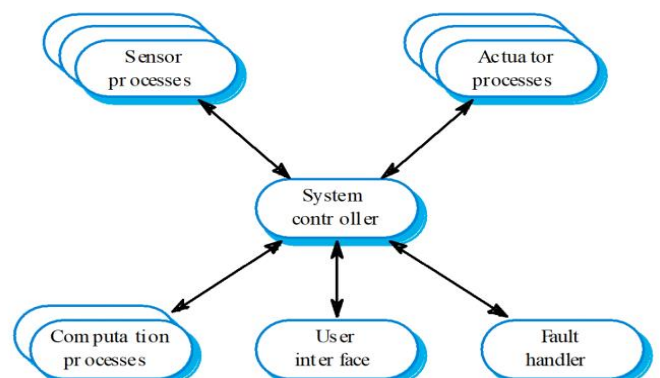 Sensor
processes
Actuator
processes
System
controller
Computation
processes
User
interface
Fault
handler